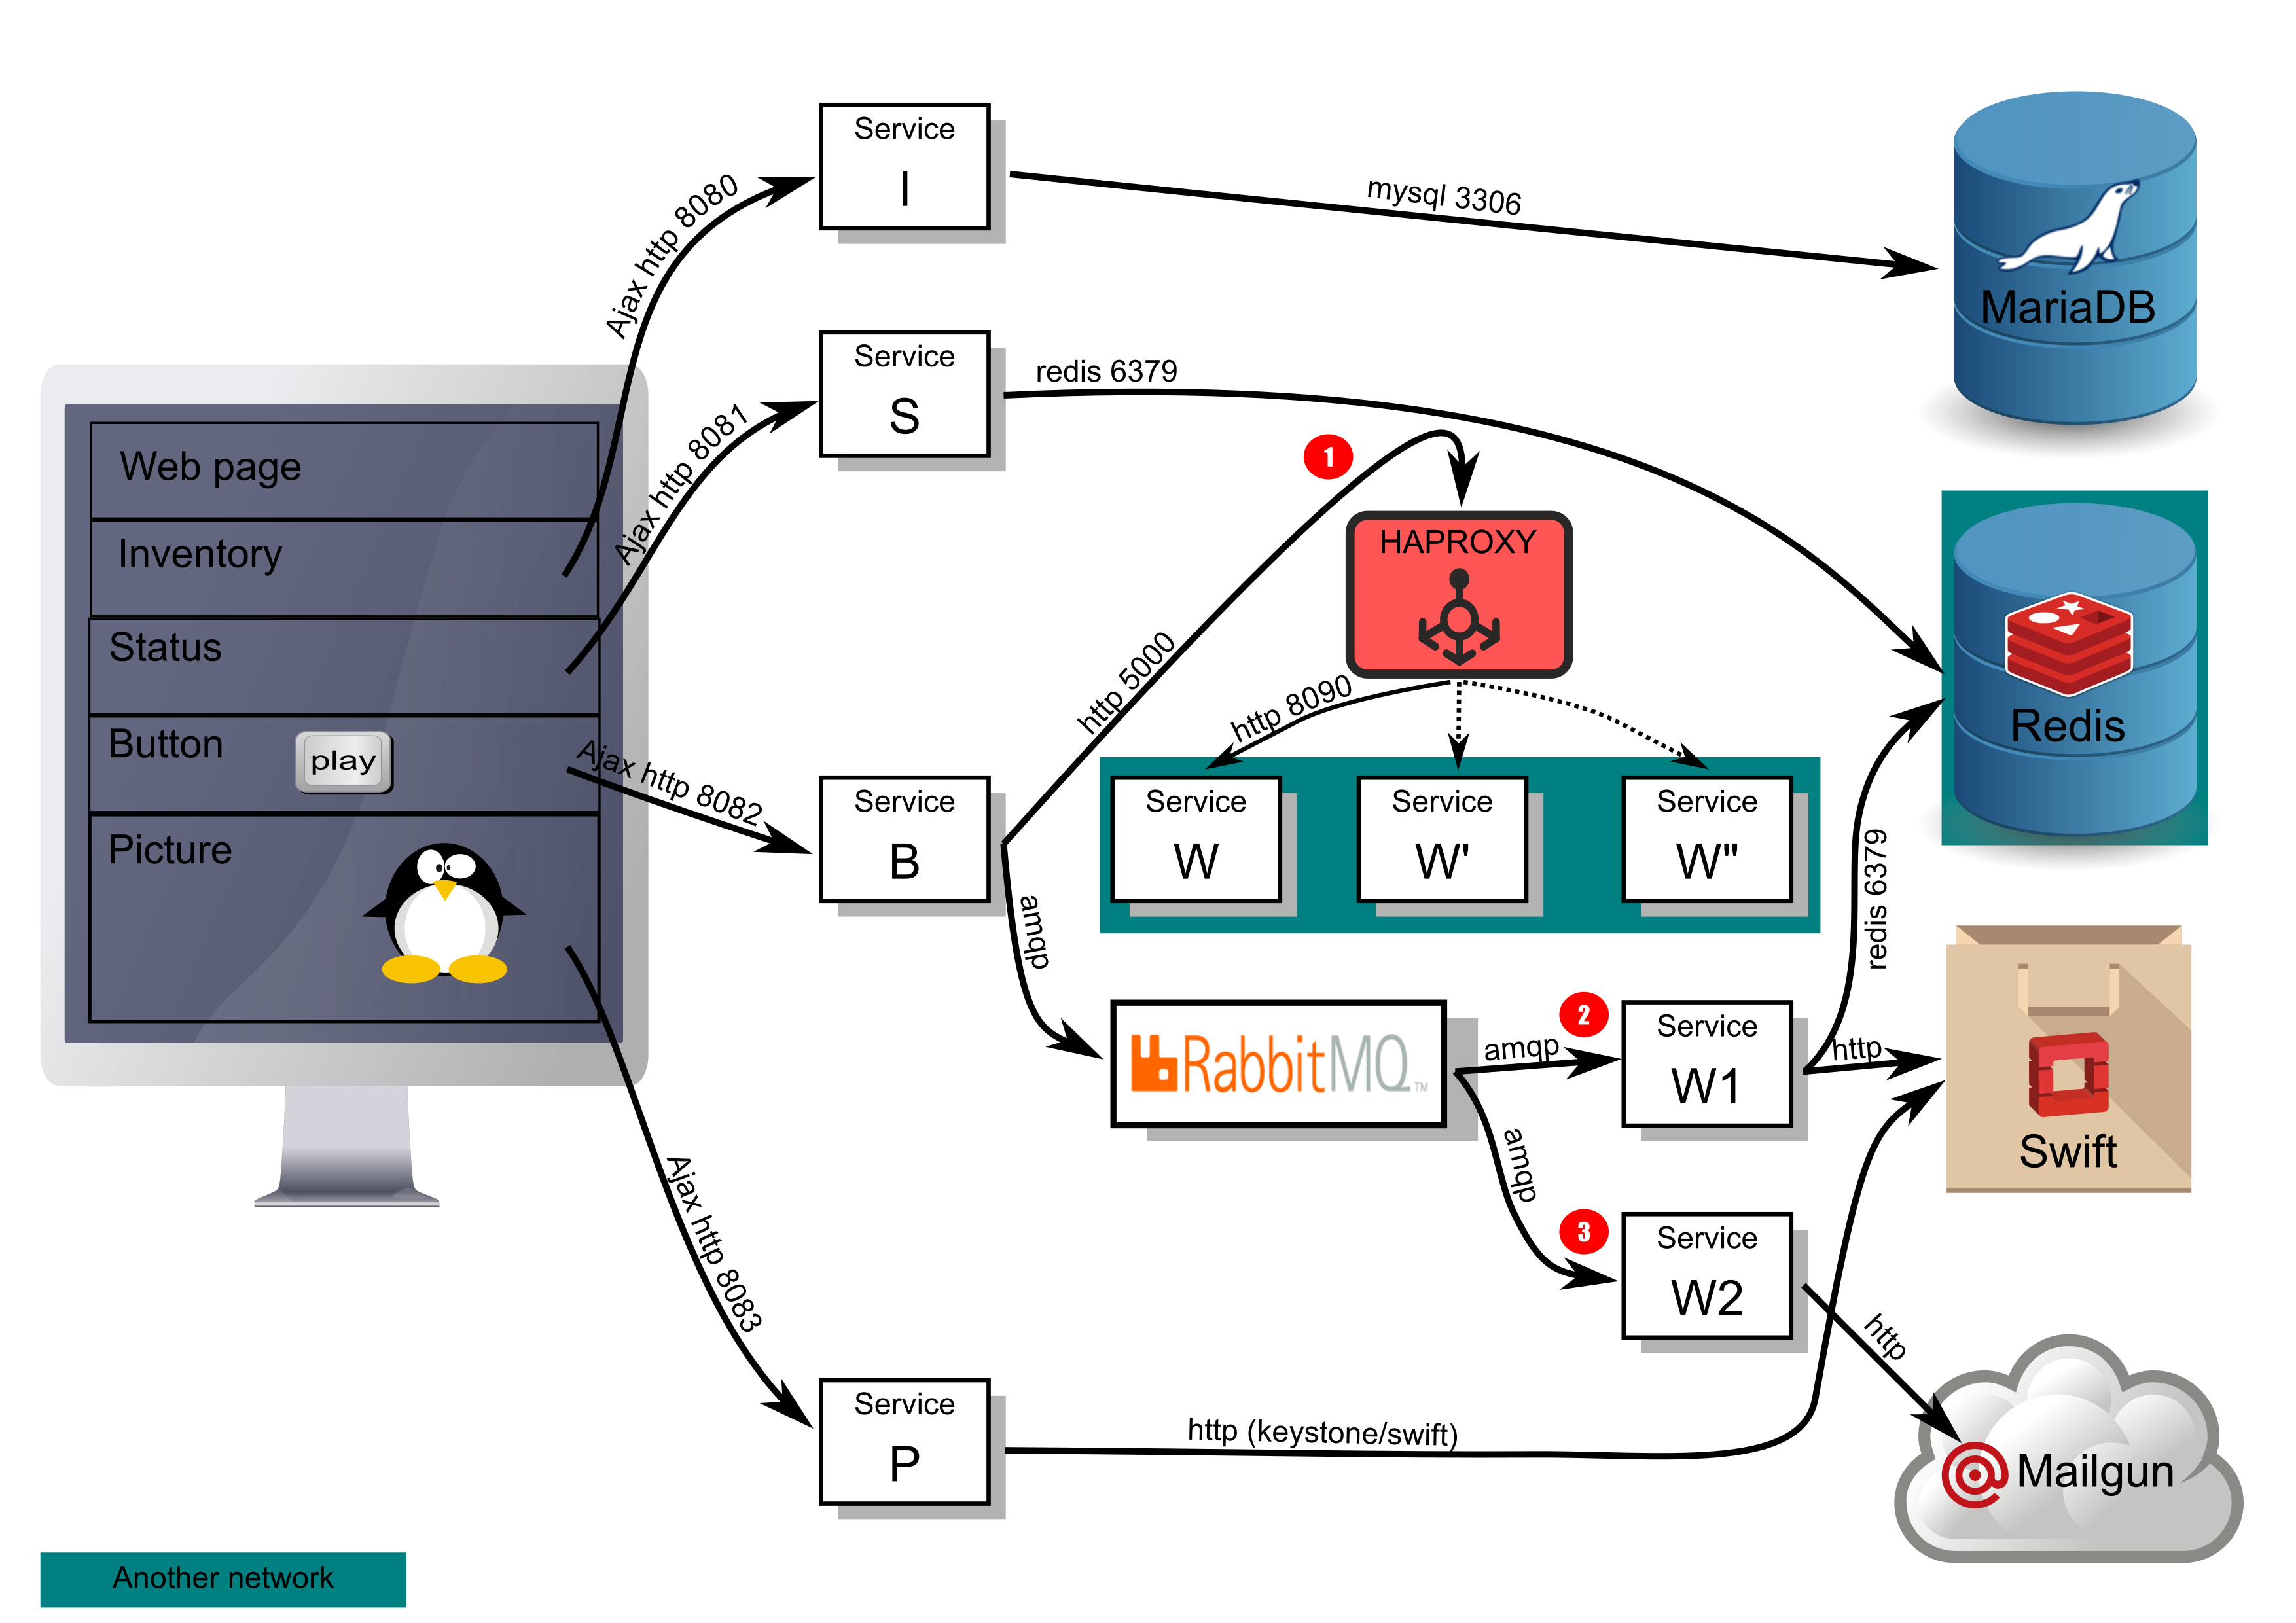 Service
I
Ajax http 8080
mysql 3306
MariaDB
Service
S
redis 6379
Ajax http 8081
Web page
Inventory
Status
Button
play
Picture
1
HAPROXY
Redis
http 5000
http 8090
Ajax http 8082
Service
B
Service
W
Service
W'
Service
W"
amqp
redis 6379
RabbitMQ
TM
amqp
2
Service
W1
http
Swift
amqp
3
Service
W2
http
Ajax http 8083
Service
P
http (keystone/swift)
Mailgun
Another network